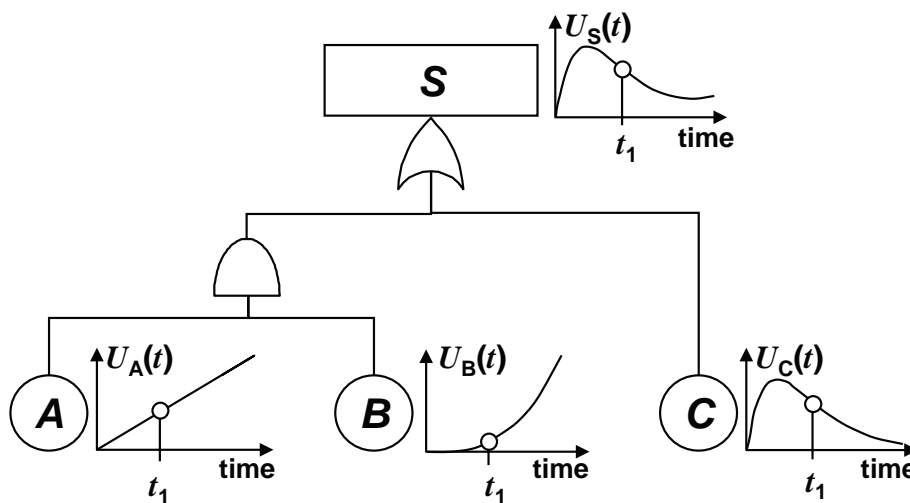 U_S(t)
S
t_1
time
A
U_A(t)
t_1
time
B
U_B(t)
t_1
time
C
U_C(t)
t_1
time